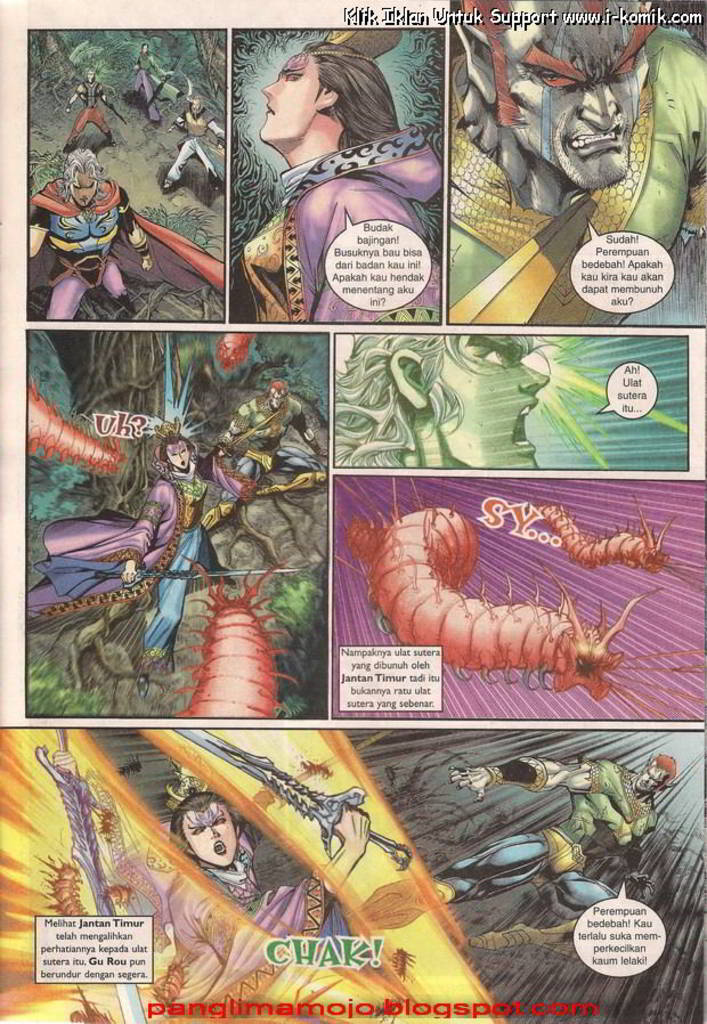 Klik Iklan Untuk Support www.i-komik.com
Budak
bajingan!
Busuknya bau bisa
dari badan kau ini!
Apakah kau hendak
menentang aku
ini?
Sudah!
Perempuan
bedebah! Apakah
kau kira kau akan
dapat membunuh
aku?
Uh?
Ah!
Ulat
sutera
itu...
SY...
Nampaknya ulat sutera
yang dibunuh oleh
Jantan Timur tadi itu
bukannya ratu ulat
sutera yang sebenar.
Melihat Jantan Timur
telah mengalihkan
perhatiannya kepada ulat
sutera itu, Gu Rou pun
berundur dengan segera.
CHAK!
Perempuan
bedebah! Kau
terlalu suka mem-
perkecilkan
kaum lelaki!
panglimamojo.blogspot.com